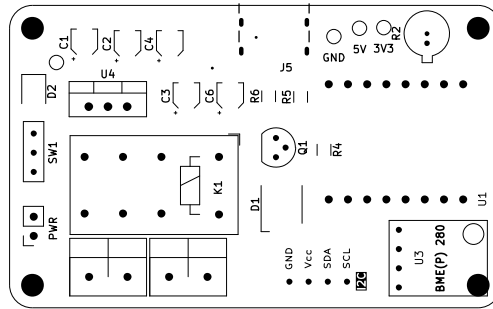 C1
C2
C4
R2
GND
5V
3V3
J5
U4
D2
C3
C6
R6
R5
SW1
Q1
R4
K1
D1
U1
PWR
GND
Vcc
SDA
SCL
I2C
U3
BME(P) 280